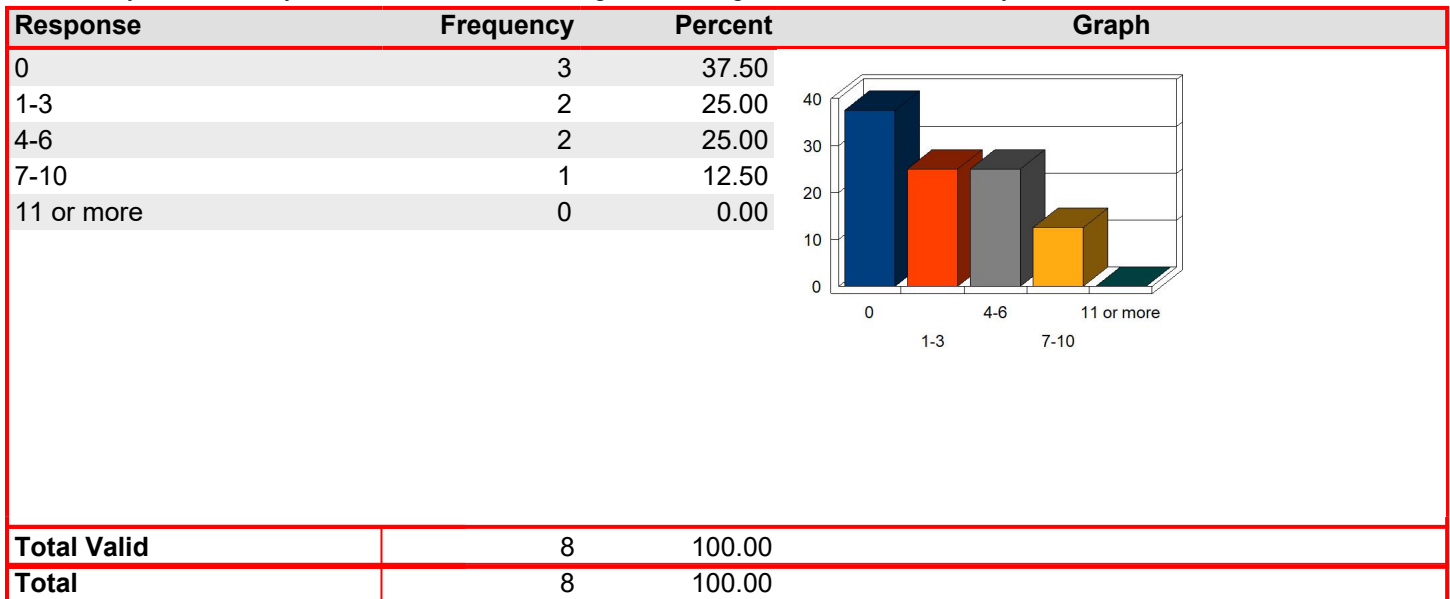 Response Frequency Percent Graph
0 3 37.50
1-3 2 25.00
4-6 2 25.00
7-10 1 12.50
11 or more 0 0.00
40
30
20
10
0
0 4-6 11 or more
1-3 7-10
Total Valid 8 100.00
Total 8 100.00